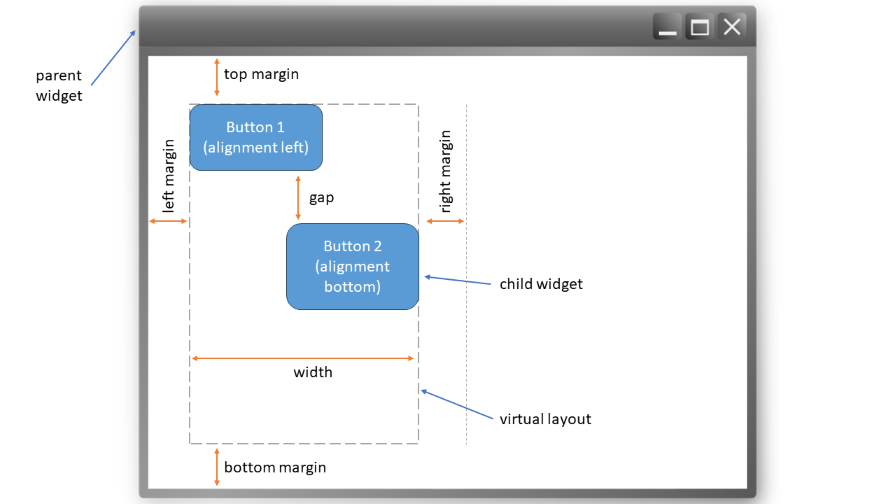 parent
widget
top margin
Button 1
(alignment left)
left margin
right margin
gap
Button 2
(alignment
bottom)
child widget
width
virtual layout
bottom margin